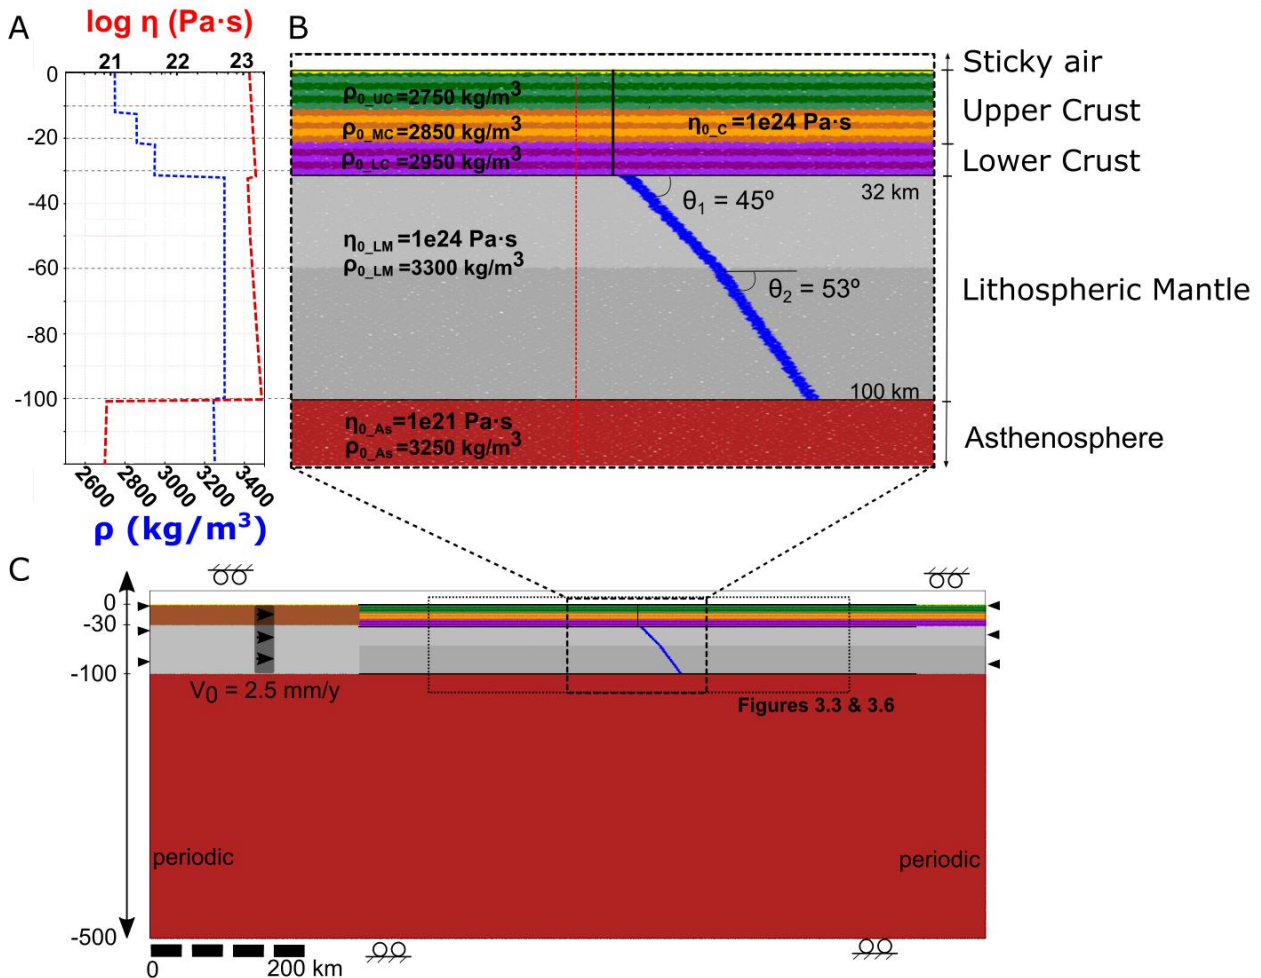 A
log η (Pa·s)
21 22 23
0
-20
-40
-60
-80
-100
2600 2800 3000 3200 3400
ρ (kg/m³)
B
ρ₀_UC=2750 kg/m³
ρ₀_MC=2850 kg/m³
ρ₀_LC=2950 kg/m³
η₀_C=1e24 Pa·s
32 km
θ₁ = 45º
η₀_LM=1e24 Pa·s
ρ₀_LM=3300 kg/m³
θ₂ = 53º
100 km
η₀_As=1e21 Pa·s
ρ₀_As=3250 kg/m³
Sticky air
Upper Crust
Lower Crust
Lithospheric Mantle
Asthenosphere
C
0
-30
-100
-500
V₀ = 2.5 mm/y
Figures 3.3 & 3.6
periodic
periodic
0 200 km